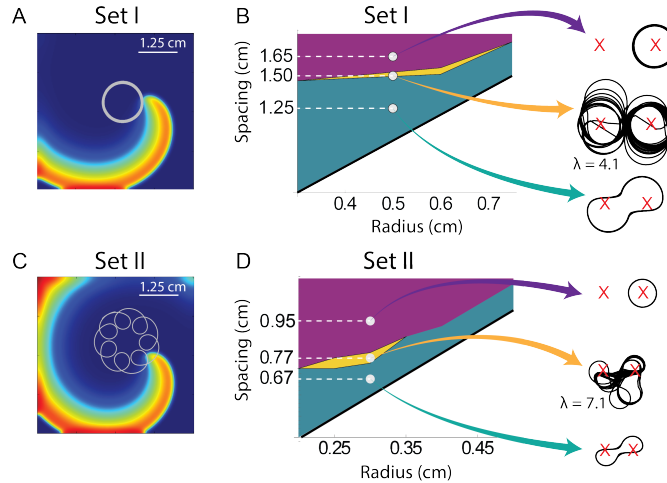 A
Set I
1.25 cm
B
Set I
Spacing (cm)
1.65
1.50
1.25
0.4
0.5
0.6
0.7
Radius (cm)
X
X
X
X
λ = 4.1
X
X
C
Set II
1.25 cm
D
Set II
Spacing (cm)
0.95
0.77
0.67
0.25
0.35
0.45
Radius (cm)
X
X
X
X
λ = 7.1
X
X